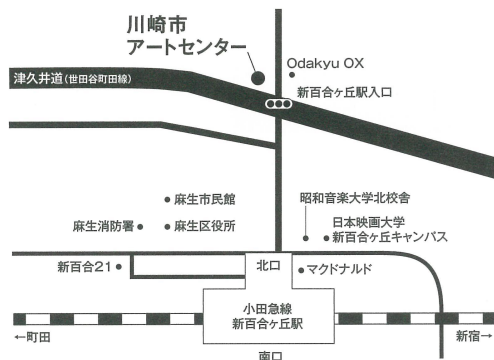 川崎市
アートセンター
Odakyu OX
津久井道(世田谷町田線)
新百合ヶ丘駅入口
麻生市民館
昭和音楽大学北校舎
麻生消防署
麻生区役所
日本映画大学
新百合ヶ丘キャンパス
新百合21
北口
マクドナルド
小田急線
新百合ヶ丘駅
←町田
新宿→
南口